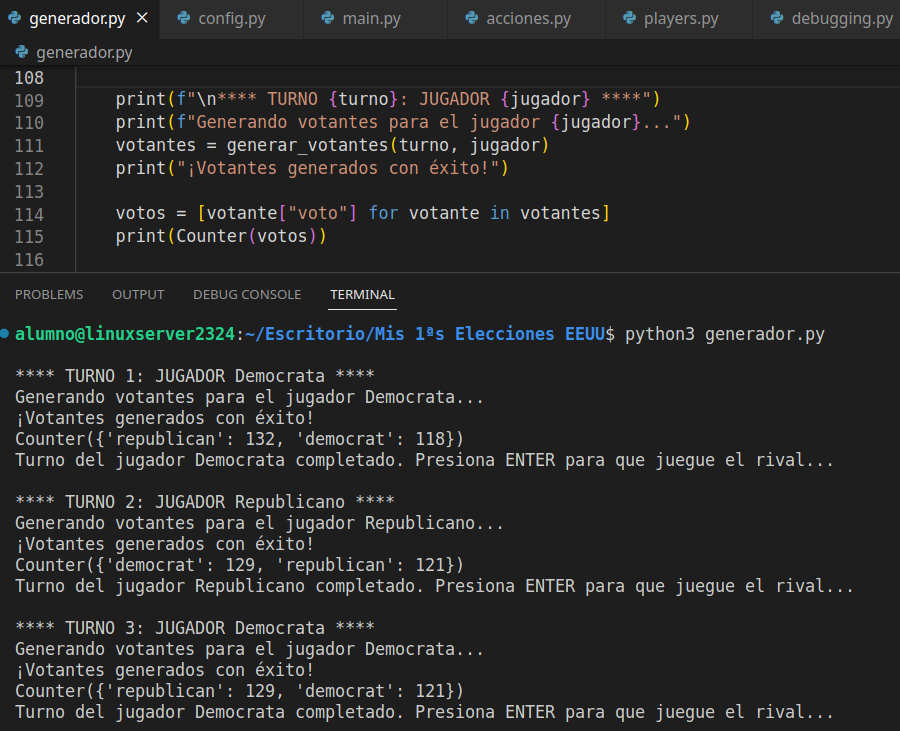 generador.py config.py main.py acciones.py players.py debugging.py
generador.py
108
109 print(f"\n**** TURNO {turno}: JUGADOR {jugador} ****")
110 print(f"Generando votantes para el jugador {jugador}...")
111 votantes = generar_votantes(turno, jugador)
112 print("¡Votantes generados con éxito!")
113
114 votos = [votante["voto"] for votante in votantes]
115 print(Counter(votos))
116
PROBLEMS OUTPUT DEBUG CONSOLE TERMINAL
alumno@linuxserver2324:~/Escritorio/Mis 1ªs Elecciones EEUU$ python3 generador.py
**** TURNO 1: JUGADOR Democrata ****
Generando votantes para el jugador Democrata...
¡Votantes generados con éxito!
Counter({'republican': 132, 'democrat': 118})
Turno del jugador Democrata completado. Presiona ENTER para que juegue el rival...
**** TURNO 2: JUGADOR Republicano ****
Generando votantes para el jugador Republicano...
¡Votantes generados con éxito!
Counter({'democrat': 129, 'republican': 121})
Turno del jugador Republicano completado. Presiona ENTER para que juegue el rival...
**** TURNO 3: JUGADOR Democrata ****
Generando votantes para el jugador Democrata...
¡Votantes generados con éxito!
Counter({'republican': 129, 'democrat': 121})
Turno del jugador Democrata completado. Presiona ENTER para que juegue el rival...